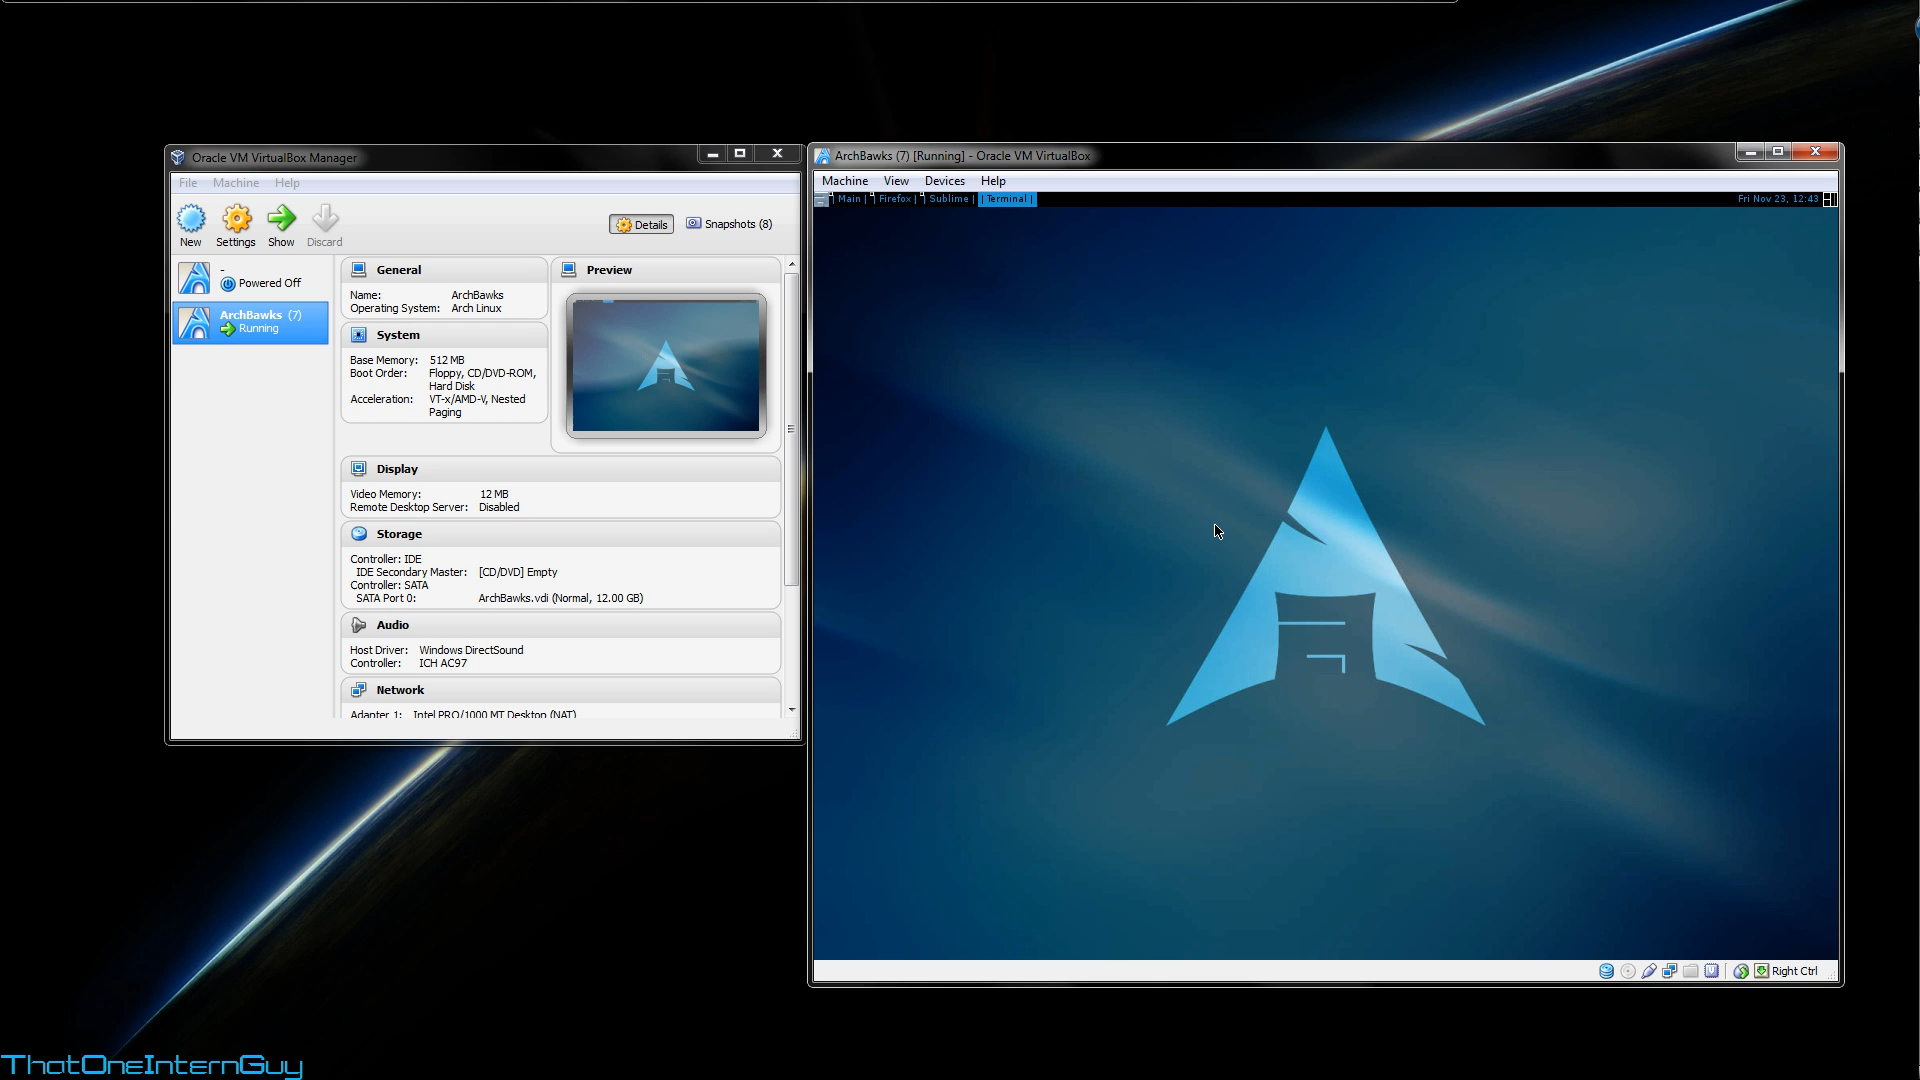 Oracle VM VirtualBox Manager
File Machine Help
New Settings Show Discard
Details Snapshots (8)
-
Powered Off
ArchBawks (7)
Running
General
Name: ArchBawks
Operating System: Arch Linux
System
Base Memory: 512 MB
Boot Order: Floppy, CD/DVD-ROM,
Hard Disk
Acceleration: VT-x/AMD-V, Nested
Paging
Preview
Display
Video Memory: 12 MB
Remote Desktop Server: Disabled
Storage
Controller: IDE
IDE Secondary Master: [CD/DVD] Empty
Controller: SATA
SATA Port 0: ArchBawks.vdi (Normal, 12.00 GB)
Audio
Host Driver: Windows DirectSound
Controller: ICH AC97
Network
Adapter 1: Intel PRO/1000 MT Desktop (NAT)
ArchBawks (7) [Running] - Oracle VM VirtualBox
Machine View Devices Help
| Main | | Firefox | | Sublime | | Terminal | Fri Nov 23, 12:43
Right Ctrl
ThatOneInternGuy